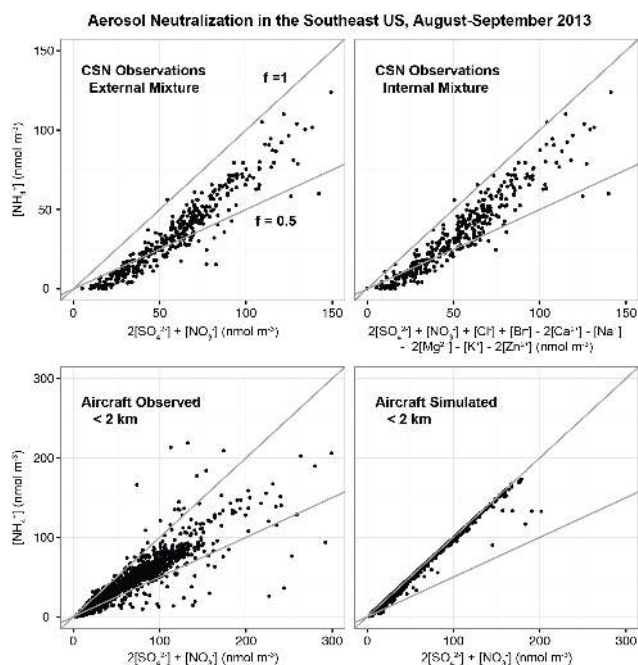 Aerosol Neutralization in the Southeast US, August-September 2013
150
100
50
0
[NH₄⁺] (nmol m⁻³)
CSN Observations
External Mixture
f =1
f = 0.5
0 50 100 150
2[SO₄²⁻] + [NO₃⁻] (nmol m⁻³)
CSN Observations
Internal Mixture
0 50 100 150
2[SO₄²⁻] + [NO₃⁻] + [Cl⁻] + [Br⁻] - 2[Ca²⁺] - [Na⁺]
- 2[Mg²⁺] - [K⁺] - 2[Zn²⁺] (nmol m⁻³)
300
200
100
0
[NH₄⁺] (nmol m⁻³)
Aircraft Observed
< 2 km
0 100 200 300
2[SO₄²⁻] + [NO₃⁻] (nmol m⁻³)
Aircraft Simulated
< 2 km
0 100 200 300
2[SO₄²⁻] + [NO₃⁻] (nmol m⁻³)